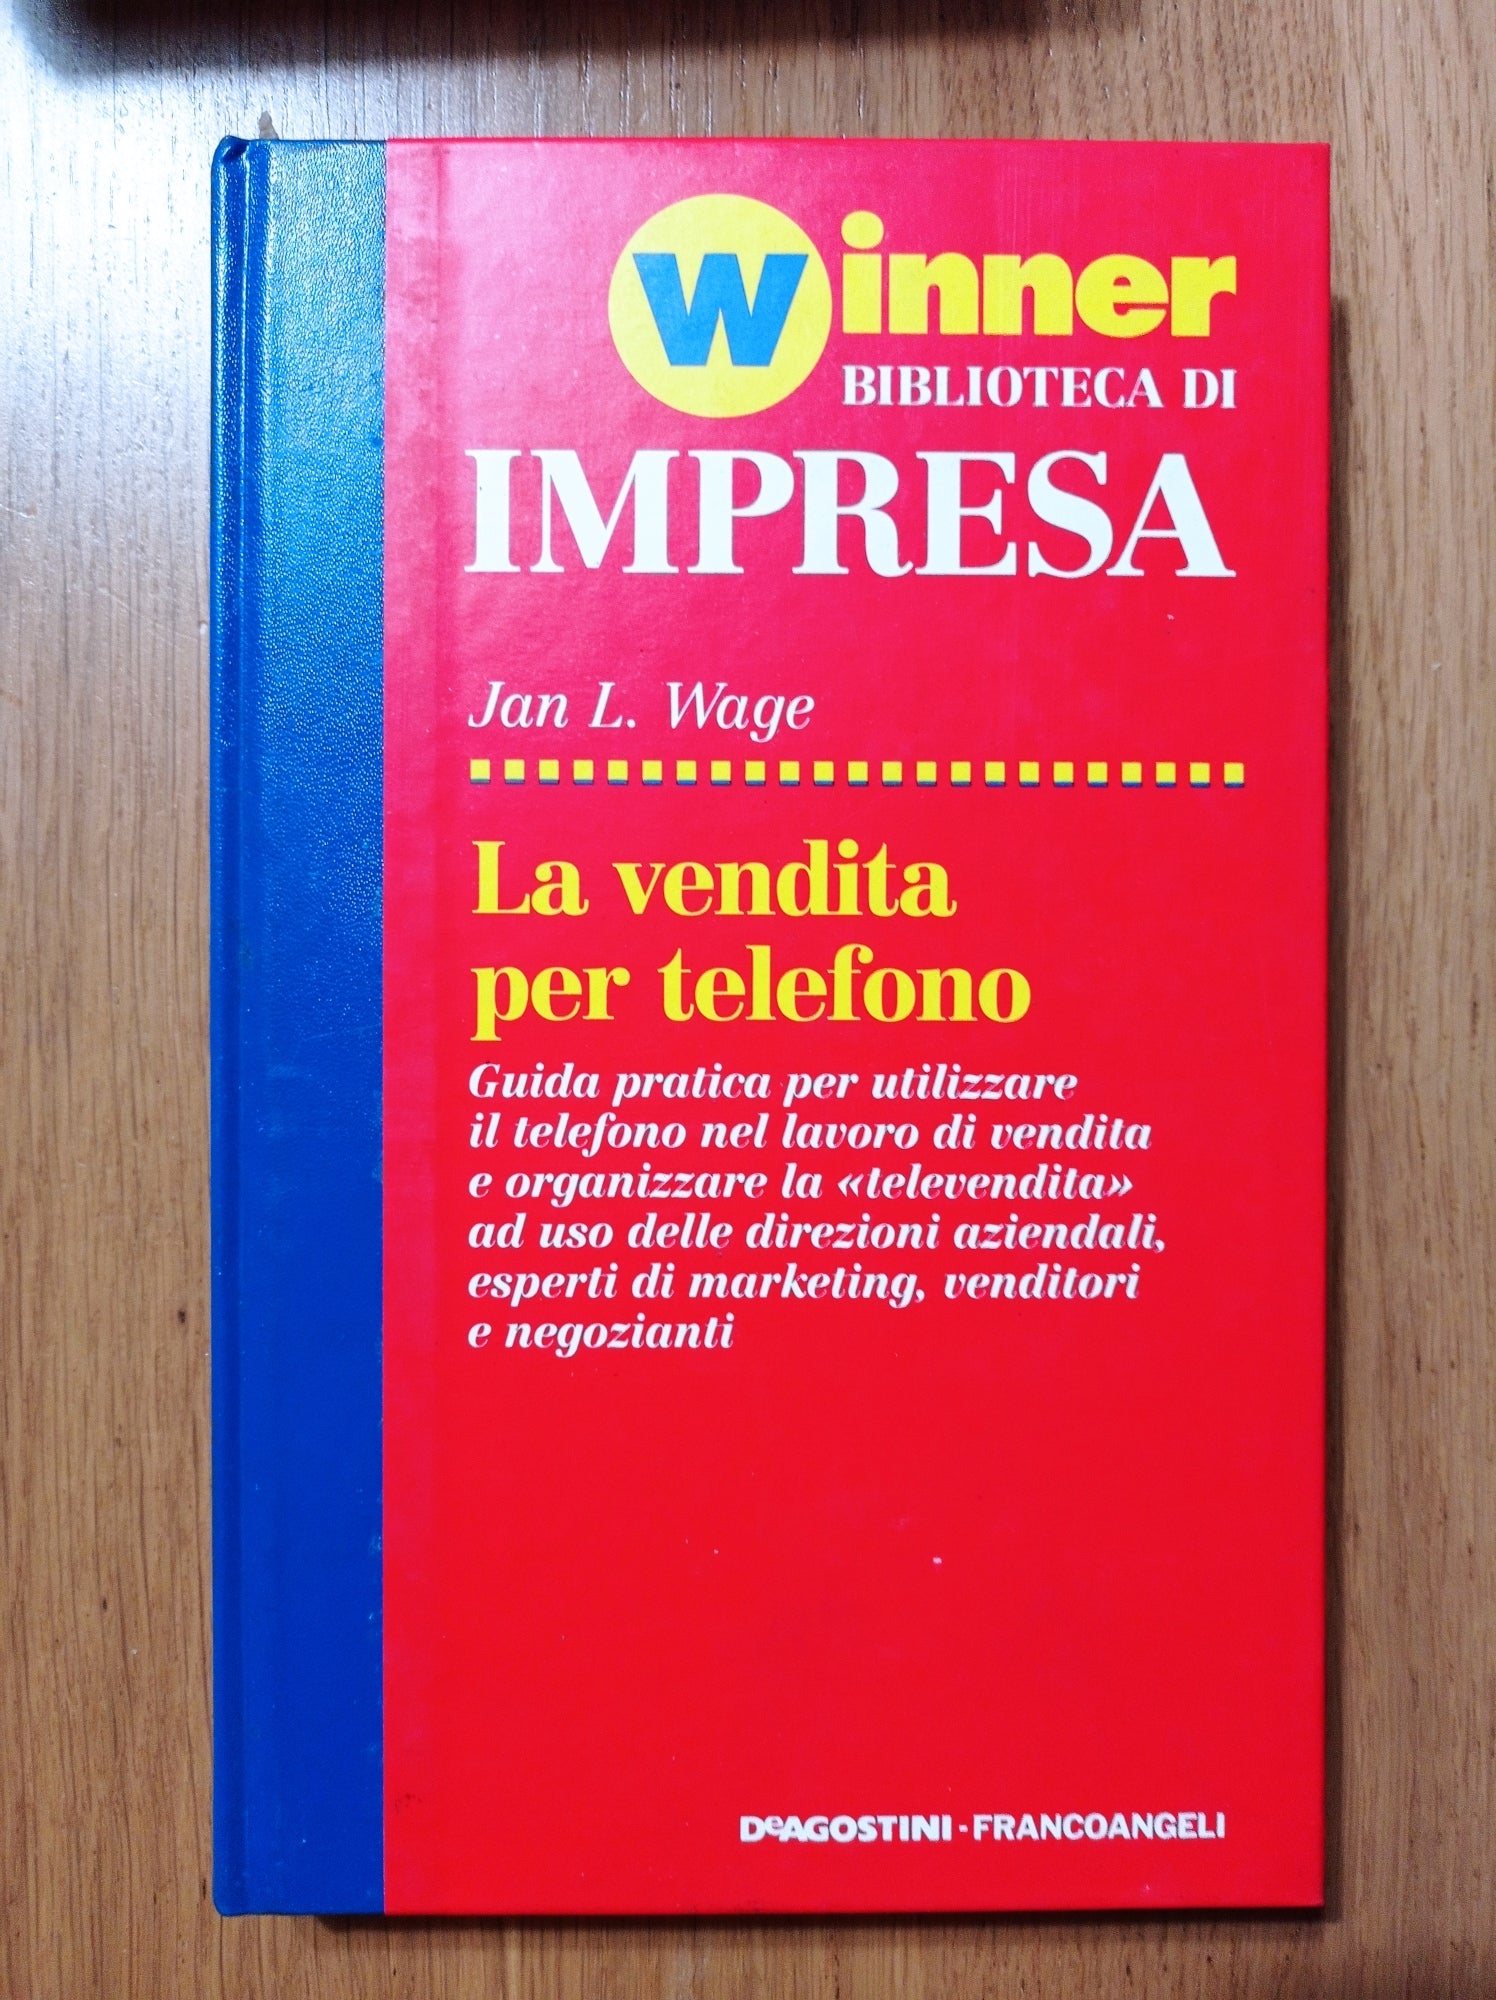 Winner
BIBLIOTECA DI
IMPRESA
Jan L. Wage
La vendita
per telefono
Guida pratica per utilizzare
il telefono nel lavoro di vendita
e organizzare la «televendita»
ad uso delle direzioni aziendali,
esperti di marketing, venditori
e negozianti
DeAGOSTINI-FRANCOANGELI